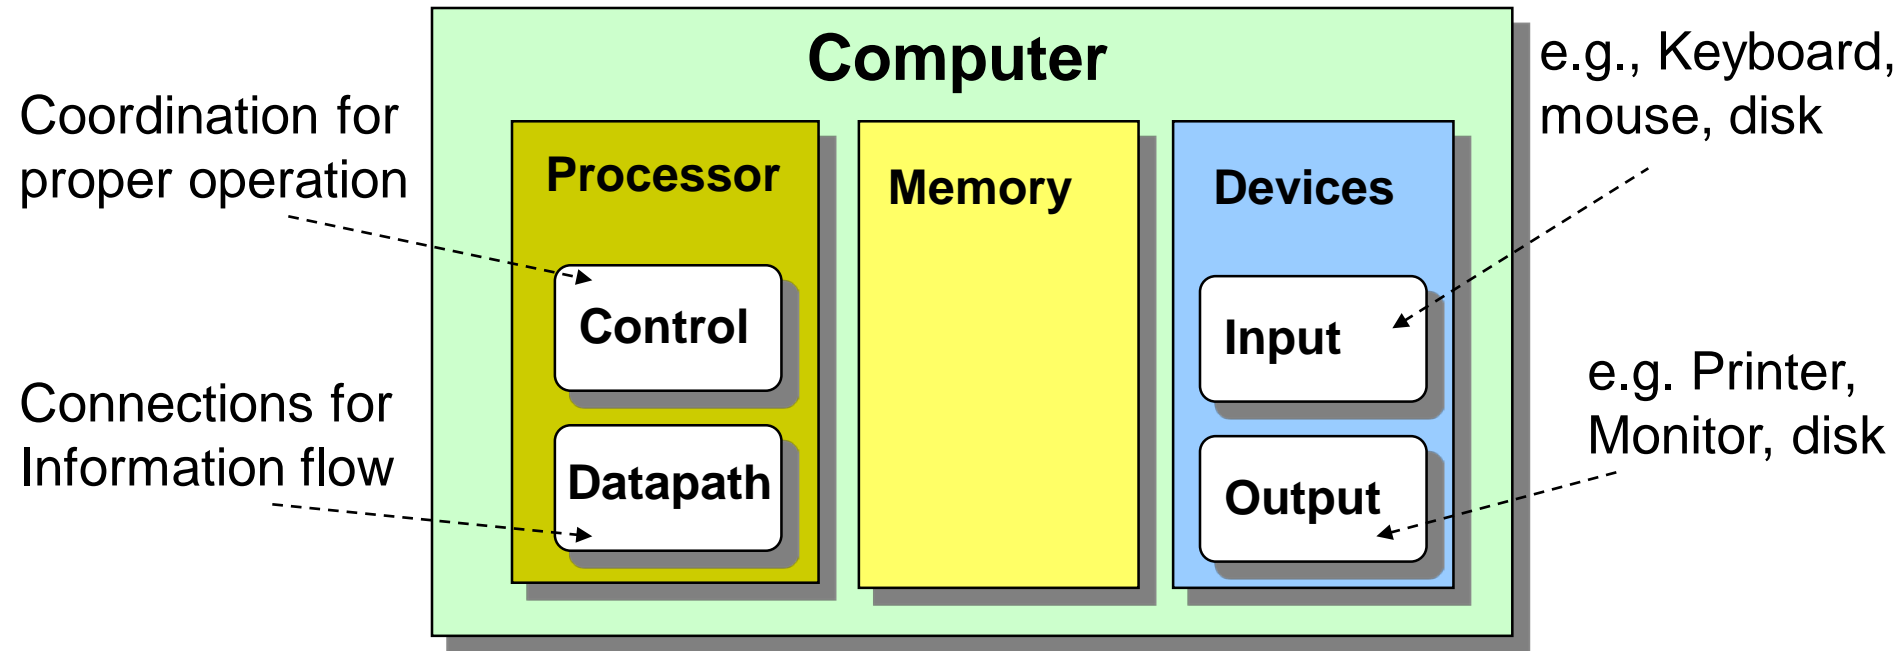 Computer
Coordination for
proper operation
Connections for
Information flow
Processor
Control
Datapath
Memory
Devices
Input
Output
e.g., Keyboard,
mouse, disk
e.g. Printer,
Monitor, disk